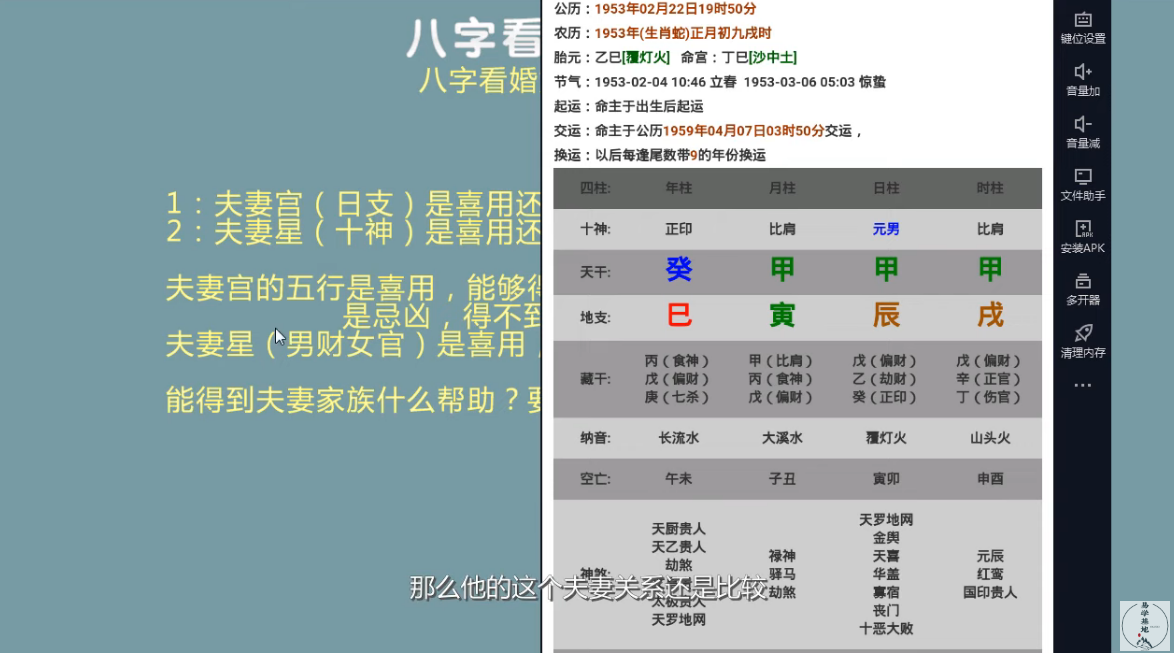 八字看
八字看婚
1：夫妻宫（日支）是喜用还
2：夫妻星（十神）是喜用还
夫妻宫的五行是喜用，能够得
是忌凶，得不到
夫妻星（男财女官）是喜用，
能得到夫妻家族什么帮助？要
公历：1953年02月22日19时50分
农历：1953年(生肖蛇)正月初九戌时
胎元：乙巳[覆灯火] 命宫：丁巳[沙中土]
节气：1953-02-04 10:46 立春 1953-03-06 05:03 惊蛰
起运：命主于出生后起运
交运：命主于公历1959年04月07日03时50分交运，
换运：以后每逢尾数带9的年份换运
四柱: 年柱 月柱 日柱 时柱
十神: 正印 比肩 元男 比肩
天干: 癸 甲 甲 甲
地支: 巳 寅 辰 戌
藏干: 丙（食神） 甲（比肩） 戊（偏财） 戊（偏财）
戊（偏财） 丙（食神） 乙（劫财） 辛（正官）
庚（七杀） 戊（偏财） 癸（正印） 丁（伤官）
纳音: 长流水 大溪水 覆灯火 山头火
空亡: 午未 子丑 寅卯 申酉
神煞:
天厨贵人
天乙贵人
劫煞
太极贵人
天罗地网
禄神
驿马
劫煞
天罗地网
金舆
天喜
华盖
寡宿
丧门
十恶大败
元辰
红鸾
国印贵人
那么他的这个夫妻关系还是比较
键位设置
音量加
音量减
文件助手
APK
安装APK
多开器
清理内存
易学基地